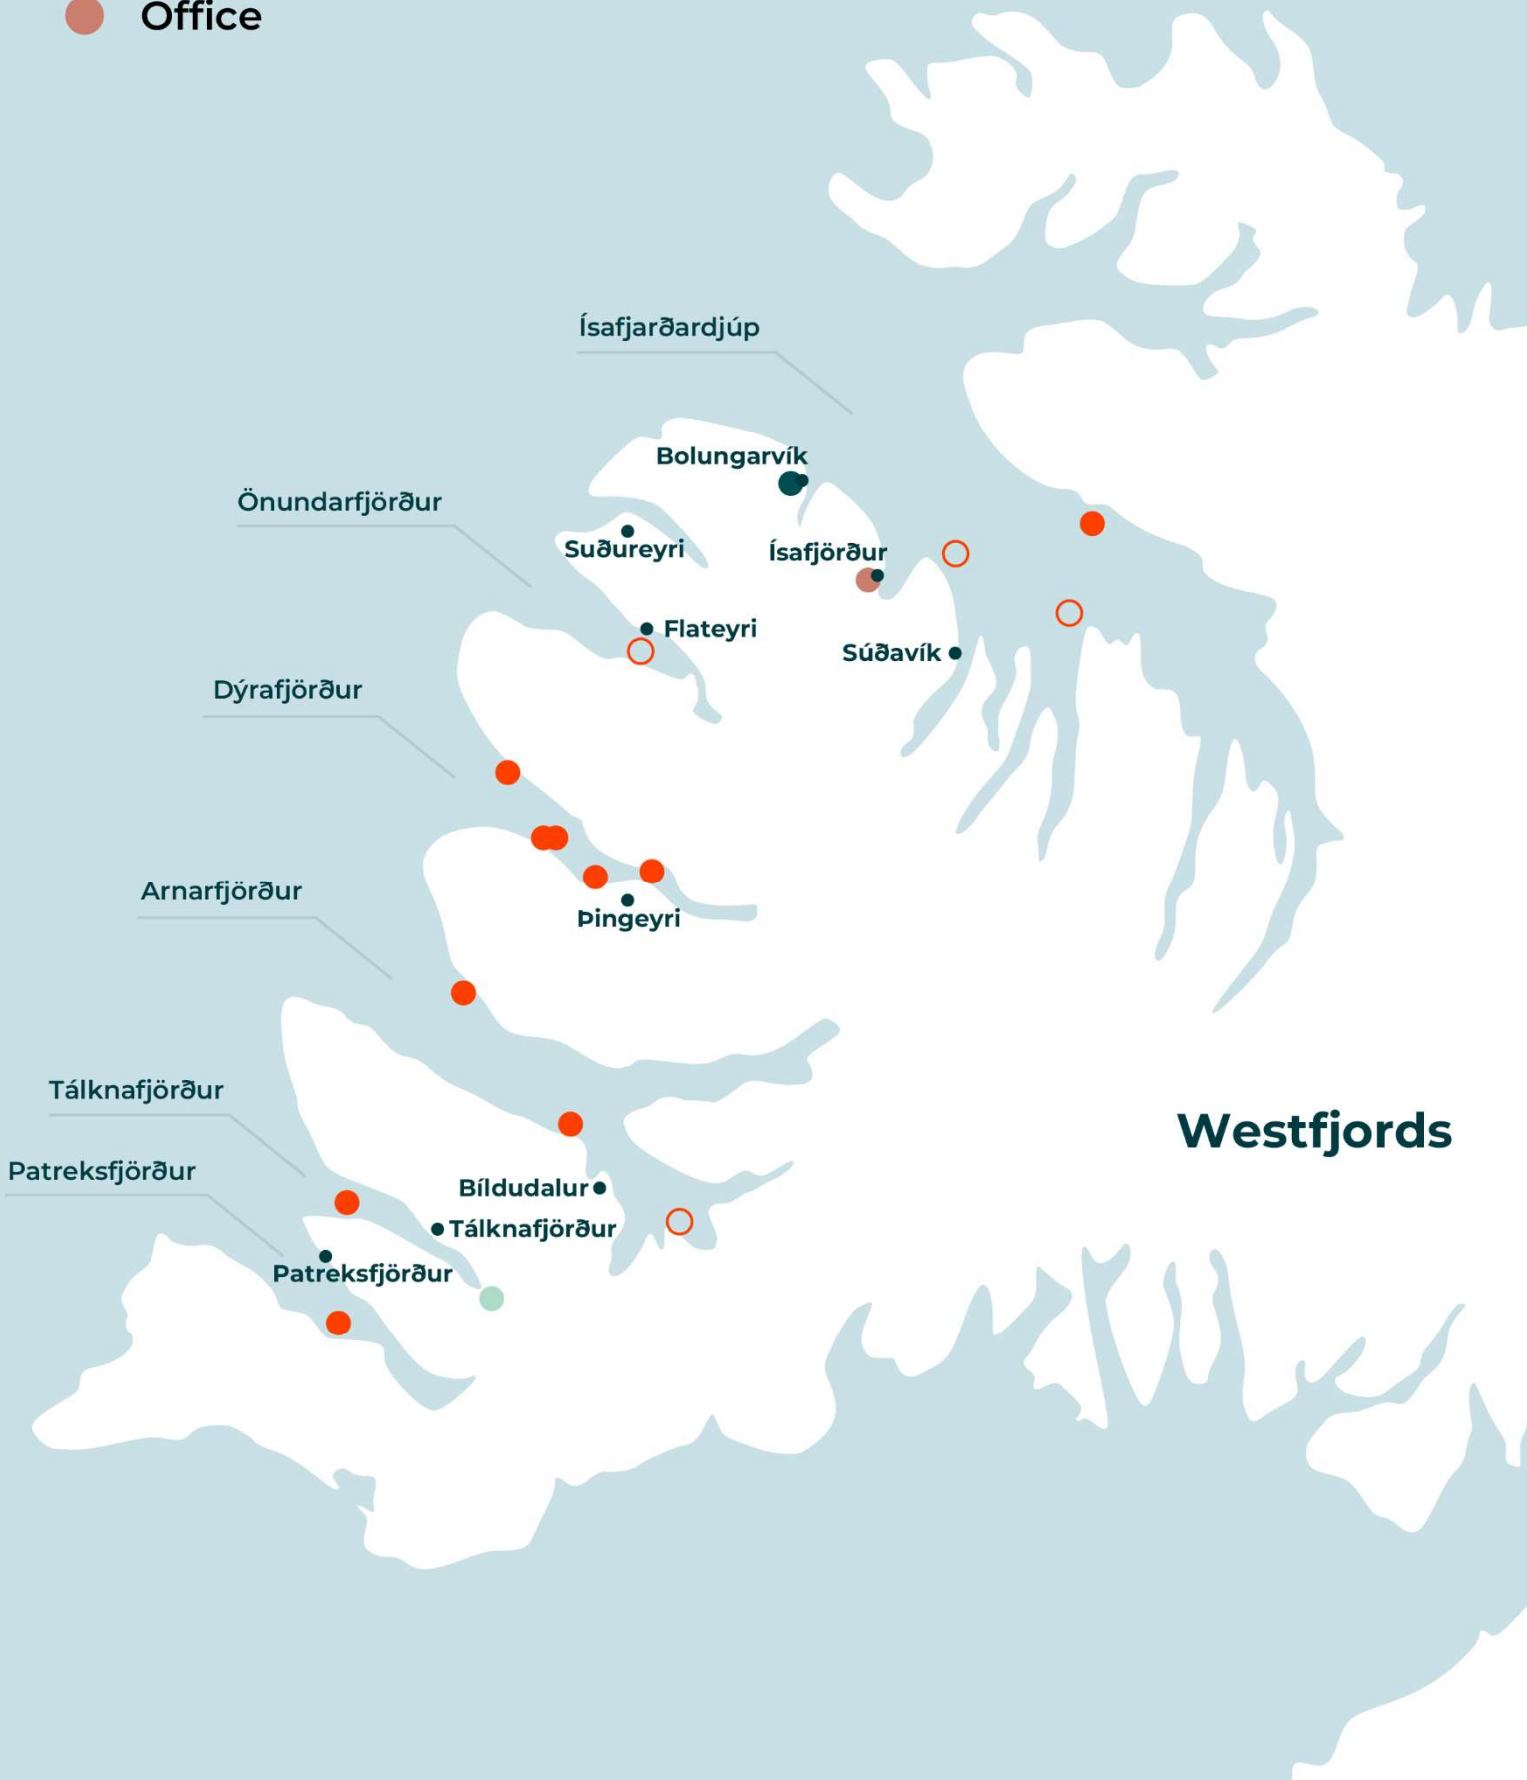 Office
Ísafjarðardjúp
Bolungarvík
Önundarfjörður
Suðureyri
Ísafjörður
Flateyri
Súðavík
Dýrafjörður
Arnarfjörður
Þingeyri
Tálknafjörður
Westfjords
Patreksfjörður
Bíldudalur
Tálknafjörður
Patreksfjörður